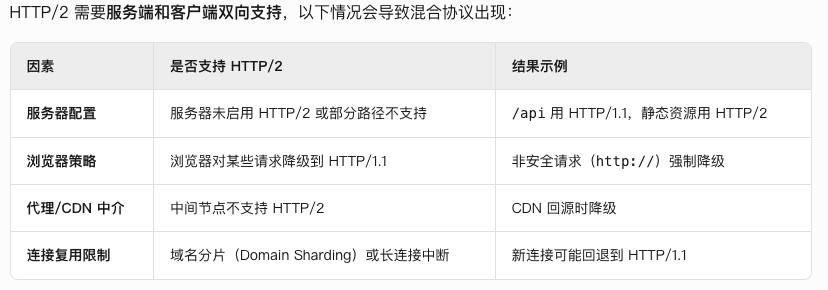 HTTP/2 需要服务端和客户端双向支持，以下情况会导致混合协议出现：
因素 是否支持 HTTP/2 结果示例
服务器配置 服务器未启用 HTTP/2 或部分路径不支持 /api 用 HTTP/1.1，静态资源用 HTTP/2
浏览器策略 浏览器对某些请求降级到 HTTP/1.1 非安全请求（http://）强制降级
代理/CDN 中介 中间节点不支持 HTTP/2 CDN 回源时降级
连接复用限制 域名分片（Domain Sharding）或长连接中断 新连接可能回退到 HTTP/1.1